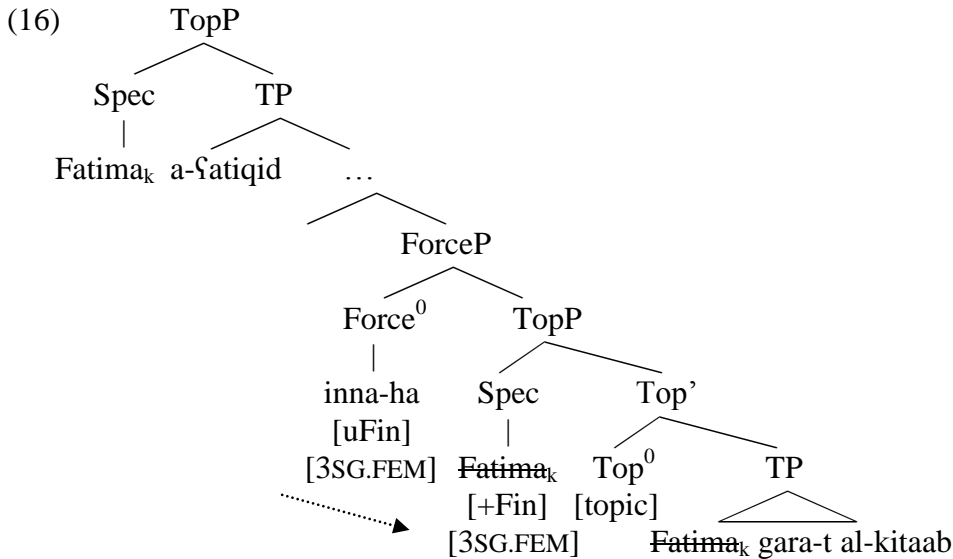 (16) TopP
Spec TP
Fatimaₖ a-ʕatiqid …
ForceP
Force⁰ TopP
inna-ha Spec Top’
[uFin]
[3SG.FEM] Fatimaₖ Top⁰ TP
[+Fin] [topic]
[3SG.FEM] Fatimaₖ gara-t al-kitaab